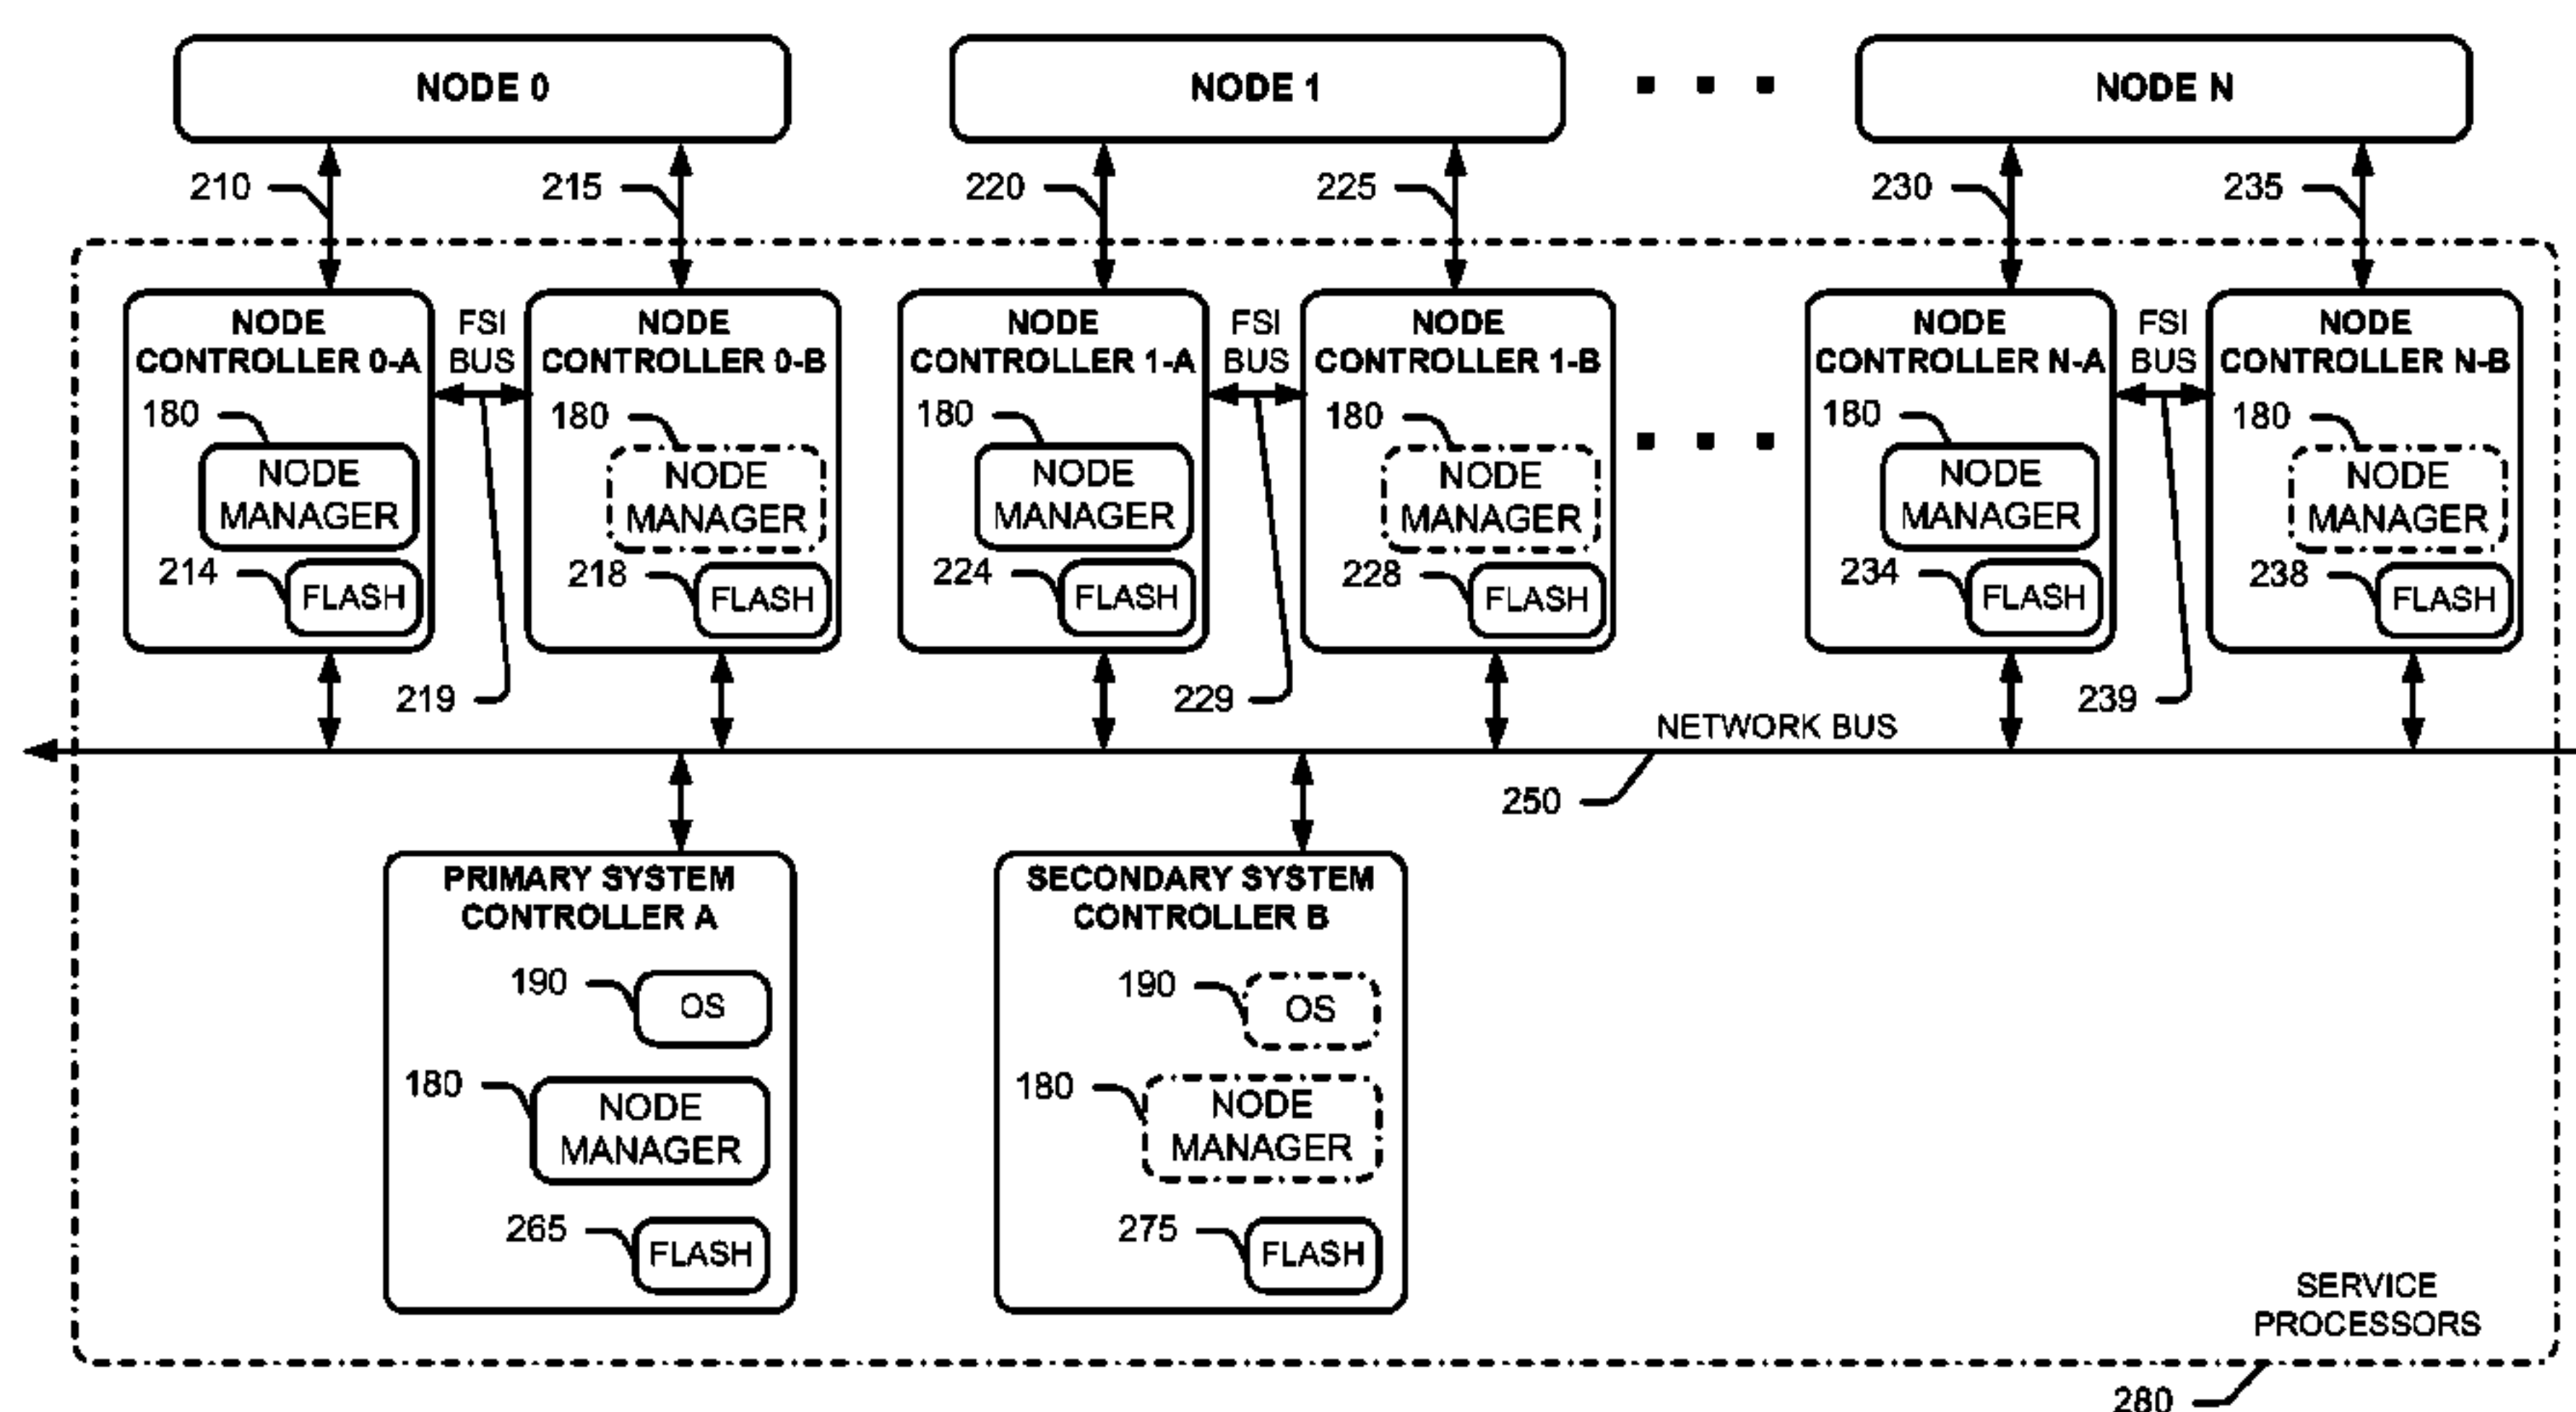 NODE 0
NODE 1
NODE N
210
215
220
225
230
235
NODE
CONTROLLER 0-A
FSI
BUS
NODE
CONTROLLER 0-B
NODE
CONTROLLER 1-A
FSI
BUS
NODE
CONTROLLER 1-B
NODE
CONTROLLER N-A
FSI
BUS
NODE
CONTROLLER N-B
180
NODE
MANAGER
180
NODE
MANAGER
180
NODE
MANAGER
180
NODE
MANAGER
180
NODE
MANAGER
180
NODE
MANAGER
214
FLASH
218
FLASH
224
FLASH
228
FLASH
234
FLASH
238
FLASH
219
229
239
NETWORK BUS
250
PRIMARY SYSTEM
CONTROLLER A
190
OS
180
NODE
MANAGER
265
FLASH
SECONDARY SYSTEM
CONTROLLER B
190
OS
180
NODE
MANAGER
275
FLASH
SERVICE
PROCESSORS
280